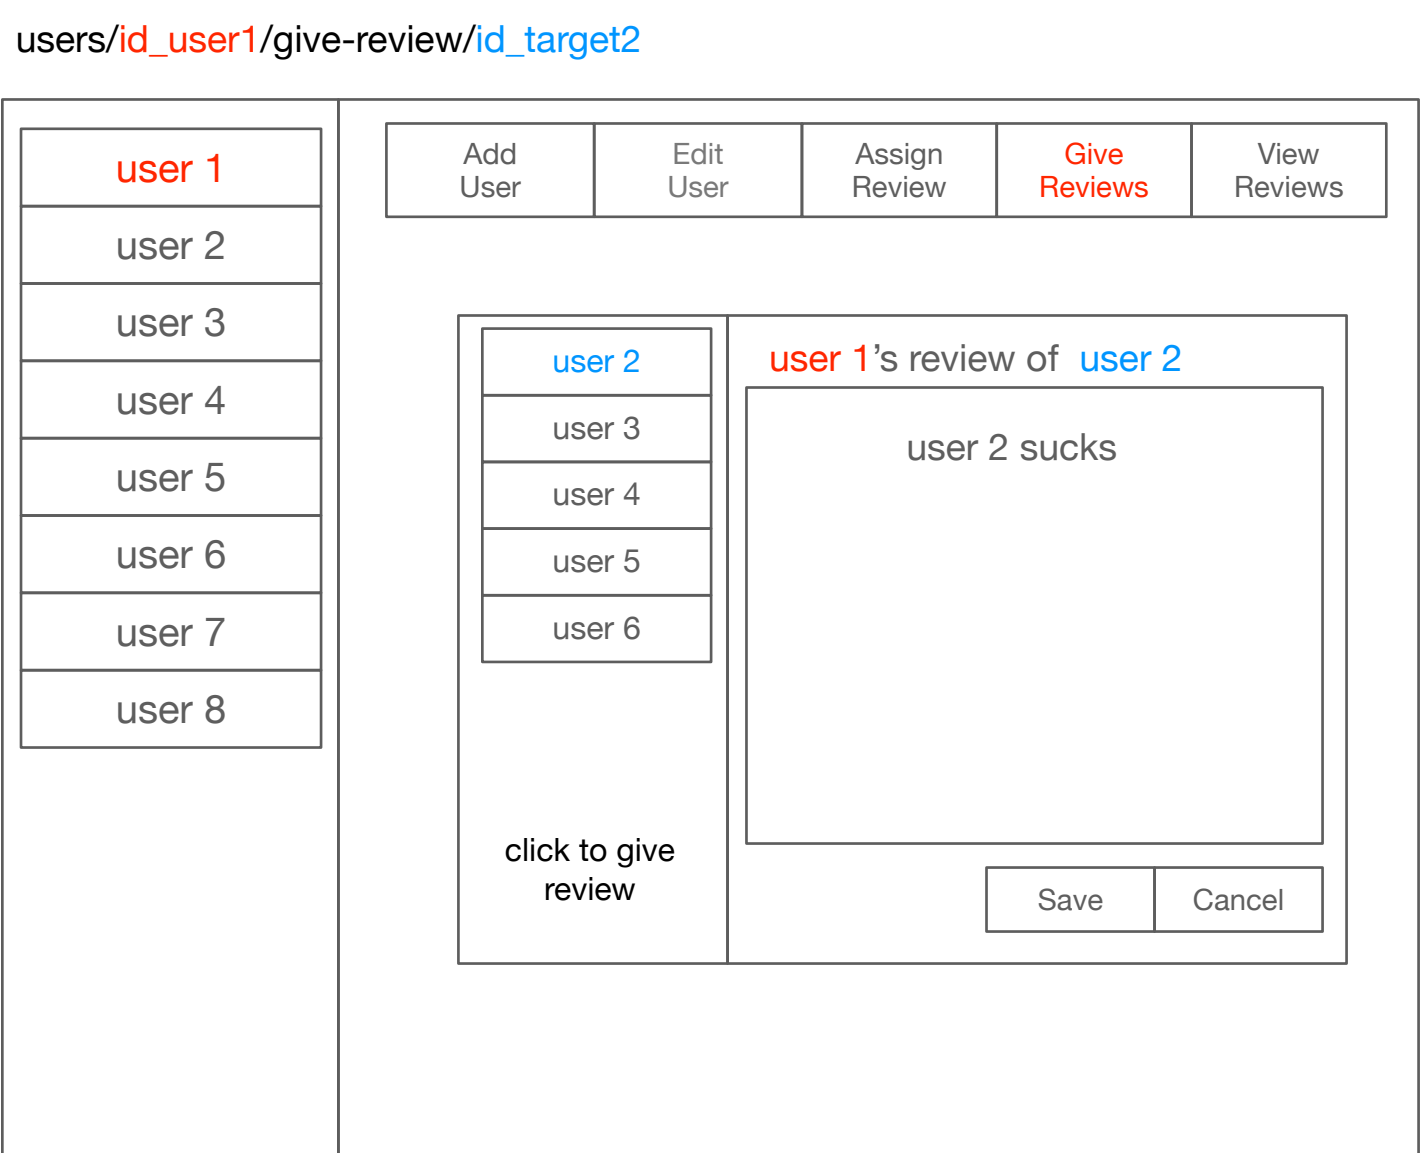 users/id_user1/give-review/id_target2
user 1
user 2
user 3
user 4
user 5
user 6
user 7
user 8
Add
User
Edit
User
Assign
Review
Give
Reviews
View
Reviews
user 2
user 3
user 4
user 5
user 6
click to give
review
user 1’s review of user 2
user 2 sucks
Save
Cancel